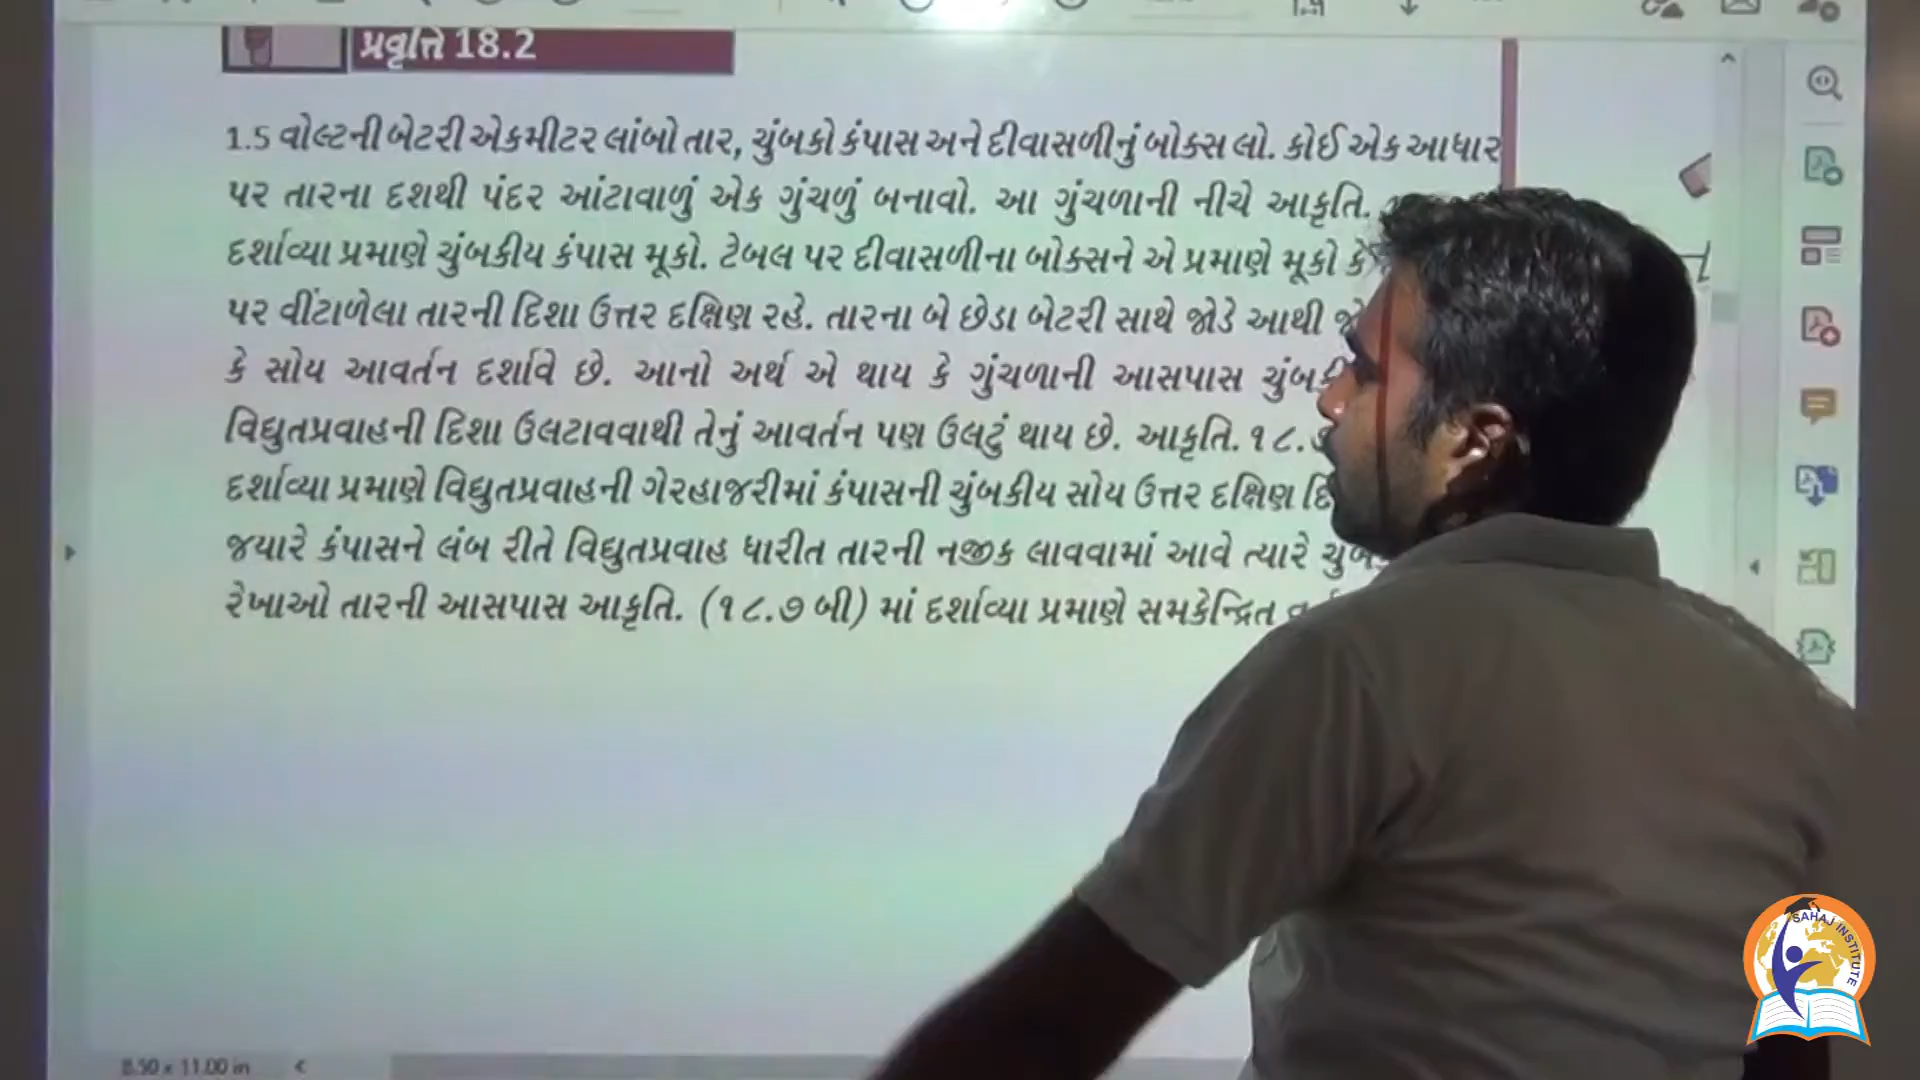 પ્રવૃત્તિ 18.2
1.5 વોલ્ટની બેટરી એકમીટર લાંબો તાર, ચુંબકો કંપાસ અને દીવાસળીનું બોક્સ લો. કોઈ એક આધાર
પર તારના દશથી પંદર આંટાવાળું એક ગુંચળું બનાવો. આ ગુંચળાની નીચે આકૃતિ.
દર્શાવ્યા પ્રમાણે ચુંબકીય કંપાસ મૂકો. ટેબલ પર દીવાસળીના બોક્સને એ પ્રમાણે મૂકો કે
પર વીંટાળેલા તારની દિશા ઉત્તર દક્ષિણ રહે. તારના બે છેડા બેટરી સાથે જોડે આથી
કે સોય આવર્તન દર્શાવે છે. આનો અર્થ એ થાય કે ગુંચળાની આસપાસ
વિદ્યુતપ્રવાહની દિશા ઉલટાવવાથી તેનું આવર્તન પણ ઉલટું થાય છે. આકૃતિ. ૧૮.
દર્શાવ્યા પ્રમાણે વિદ્યુતપ્રવાહની ગેરહાજરીમાં કંપાસની ચુંબકીય સોય ઉત્તર દક્ષિણ
જયારે કંપાસને લંબ રીતે વિદ્યુતપ્રવાહ ધારીત તારની નજીક લાવવામાં આવે ત્યારે
રેખાઓ તારની આસપાસ આકૃતિ. (૧૮.૭ બી) માં દર્શાવ્યા પ્રમાણે સમકેન્દ્રિત
8.50 x 11.00 in
SAHAJ INSTITUTE